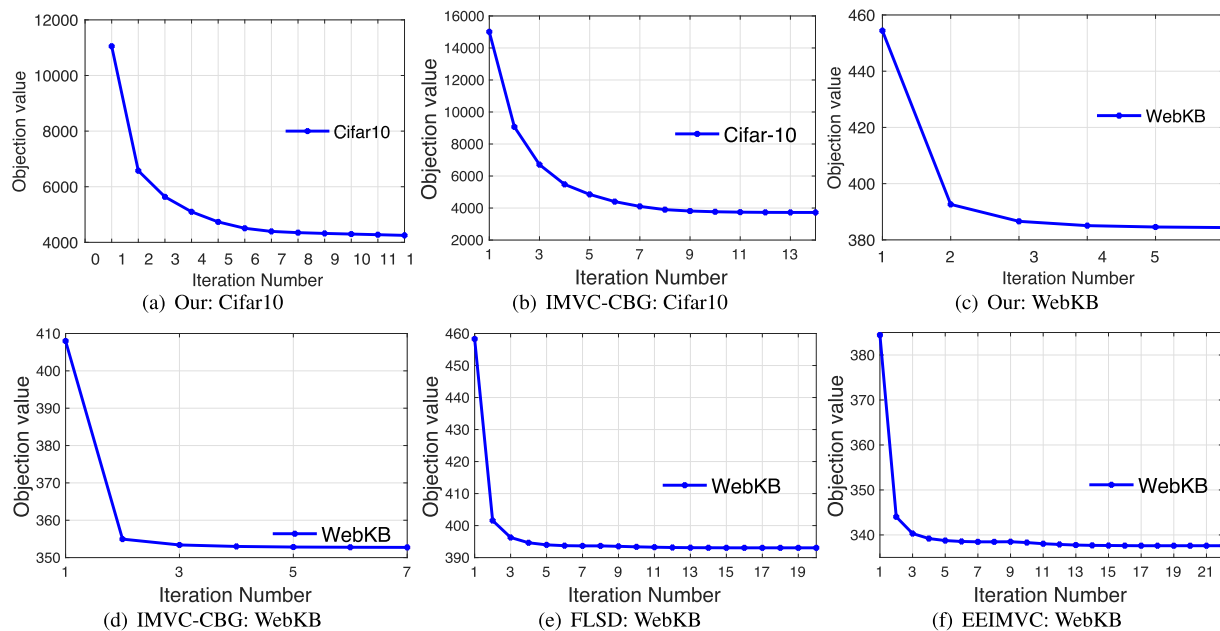 12000
10000
8000
6000
4000
Objection value
Cifar10
0 1 2 3 4 5 6 7 8 9 10 11 1
Iteration Number
(a) Our: Cifar10
16000
14000
12000
10000
8000
6000
4000
2000
Objection value
Cifar-10
1 3 5 7 9 11 13
Iteration Number
(b) IMVC-CBG: Cifar10
460
440
420
400
380
Objection value
WebKB
1 2 3 4 5
Iteration Number
(c) Our: WebKB
410
400
390
380
370
360
350
Objection value
WebKB
1 3 5 7
Iteration Number
(d) IMVC-CBG: WebKB
460
450
440
430
420
410
400
390
Objection value
WebKB
1 3 5 7 9 11 13 15 17 19
Iteration Number
(e) FLSD: WebKB
380
370
360
350
340
Objection value
WebKB
1 3 5 7 9 11 13 15 17 19 21
Iteration Number
(f) EEIMVC: WebKB